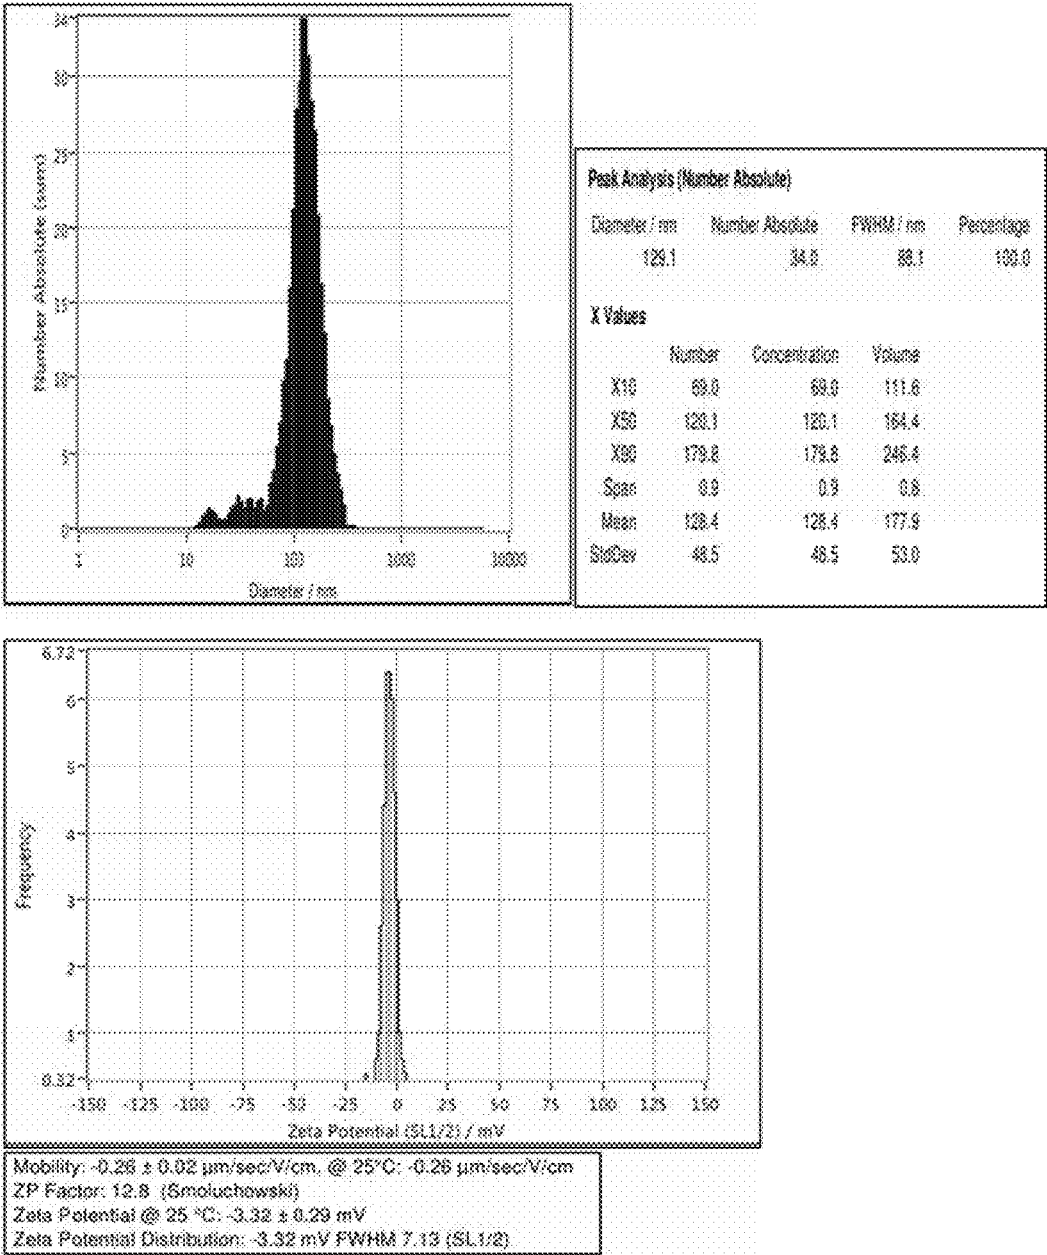 34
30
25
20
15
10
5
0
Number Absolute (sum)
1 10 100 1000 10000
Diameter / nm
Peak Analysis (Number Absolute)
Diameter / nm Number Absolute FWHM / nm Percentage
129.1 34.0 88.1 100.0
X Values
Number Concentration Volume
X10 69.0 69.0 111.6
X50 120.1 120.1 164.4
X90 179.8 179.8 246.4
Span 0.9 0.9 0.8
Mean 128.4 128.4 177.9
StdDev 48.5 48.5 53.0
6.72
6
5
4
3
2
1
0.32
Frequency
-150 -125 -100 -75 -50 -25 0 25 50 75 100 125 150
Zeta Potential (SL1/2) / mV
Mobility: -0.26 ± 0.02 µm/sec/V/cm, @ 25°C: -0.26 µm/sec/V/cm
ZP Factor: 12.8 (Smoluchowski)
Zeta Potential @ 25 °C: -3.32 ± 0.29 mV
Zeta Potential Distribution: -3.32 mV FWHM 7.13 (SL1/2)